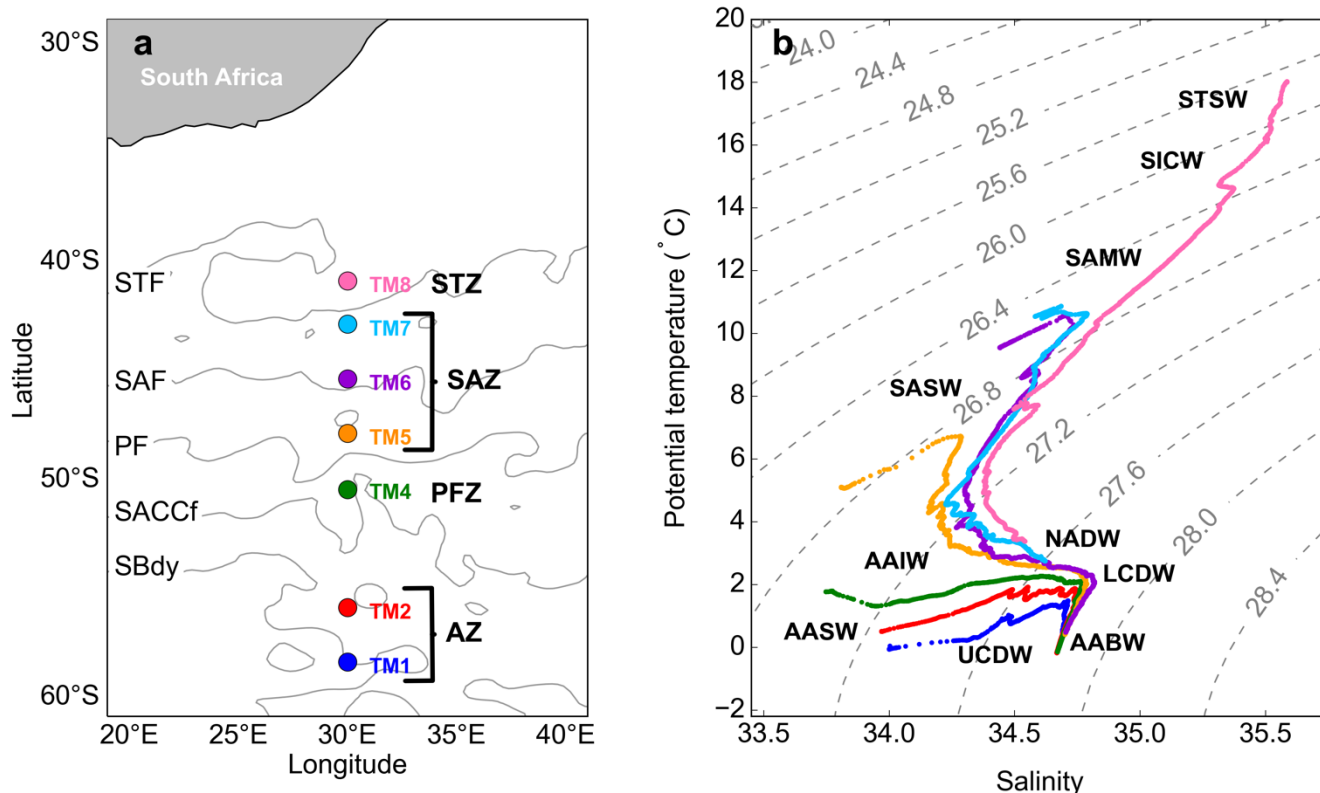 a
South Africa
30°S
40°S
50°S
60°S
Latitude
STF
SAF
PF
SACCf
SBdy
TM8 STZ
TM7
TM6 SAZ
TM5
TM4 PFZ
TM2
AZ
TM1
20°E 25°E 30°E 35°E 40°E
Longitude
b
20
18
16
14
12
10
8
6
4
2
0
−2
Potential temperature (°C)
24.0
24.4
24.8
25.2
25.6
26.0
26.4
26.8
27.2
27.6
28.0
28.4
STSW
SICW
SAMW
SASW
NADW
AAIW
LCDW
AASW
UCDW
AABW
33.5 34.0 34.5 35.0 35.5
Salinity